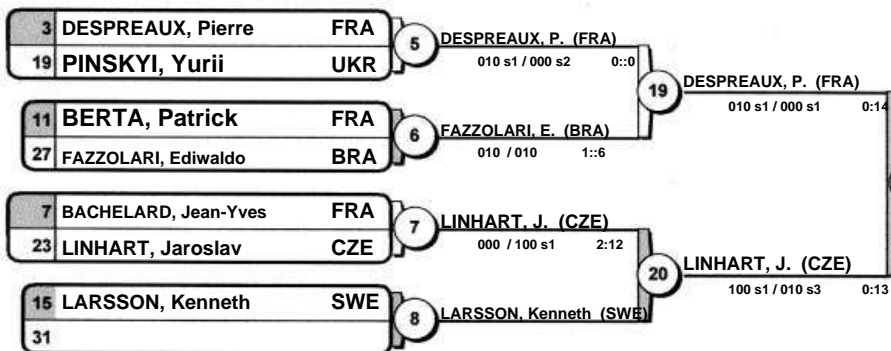 3 DESPREAUX, Pierre FRA
19 PINSKYI, Yurii UKR
5
DESPREAUX, P. (FRA)
010 s1 / 000 s2 0::0
11 BERTA, Patrick FRA
27 FAZZOLARI, Ediwaldo BRA
6
FAZZOLARI, E. (BRA)
010 / 010 1::6
19
DESPREAUX, P. (FRA)
010 s1 / 000 s1 0:14
7 BACHELARD, Jean-Yves FRA
23 LINHART, Jaroslav CZE
7
LINHART, J. (CZE)
000 / 100 s1 2:12
15 LARSSON, Kenneth SWE
31
8
LARSSON, Kenneth (SWE)
20
LINHART, J. (CZE)
100 s1 / 010 s3 0:13